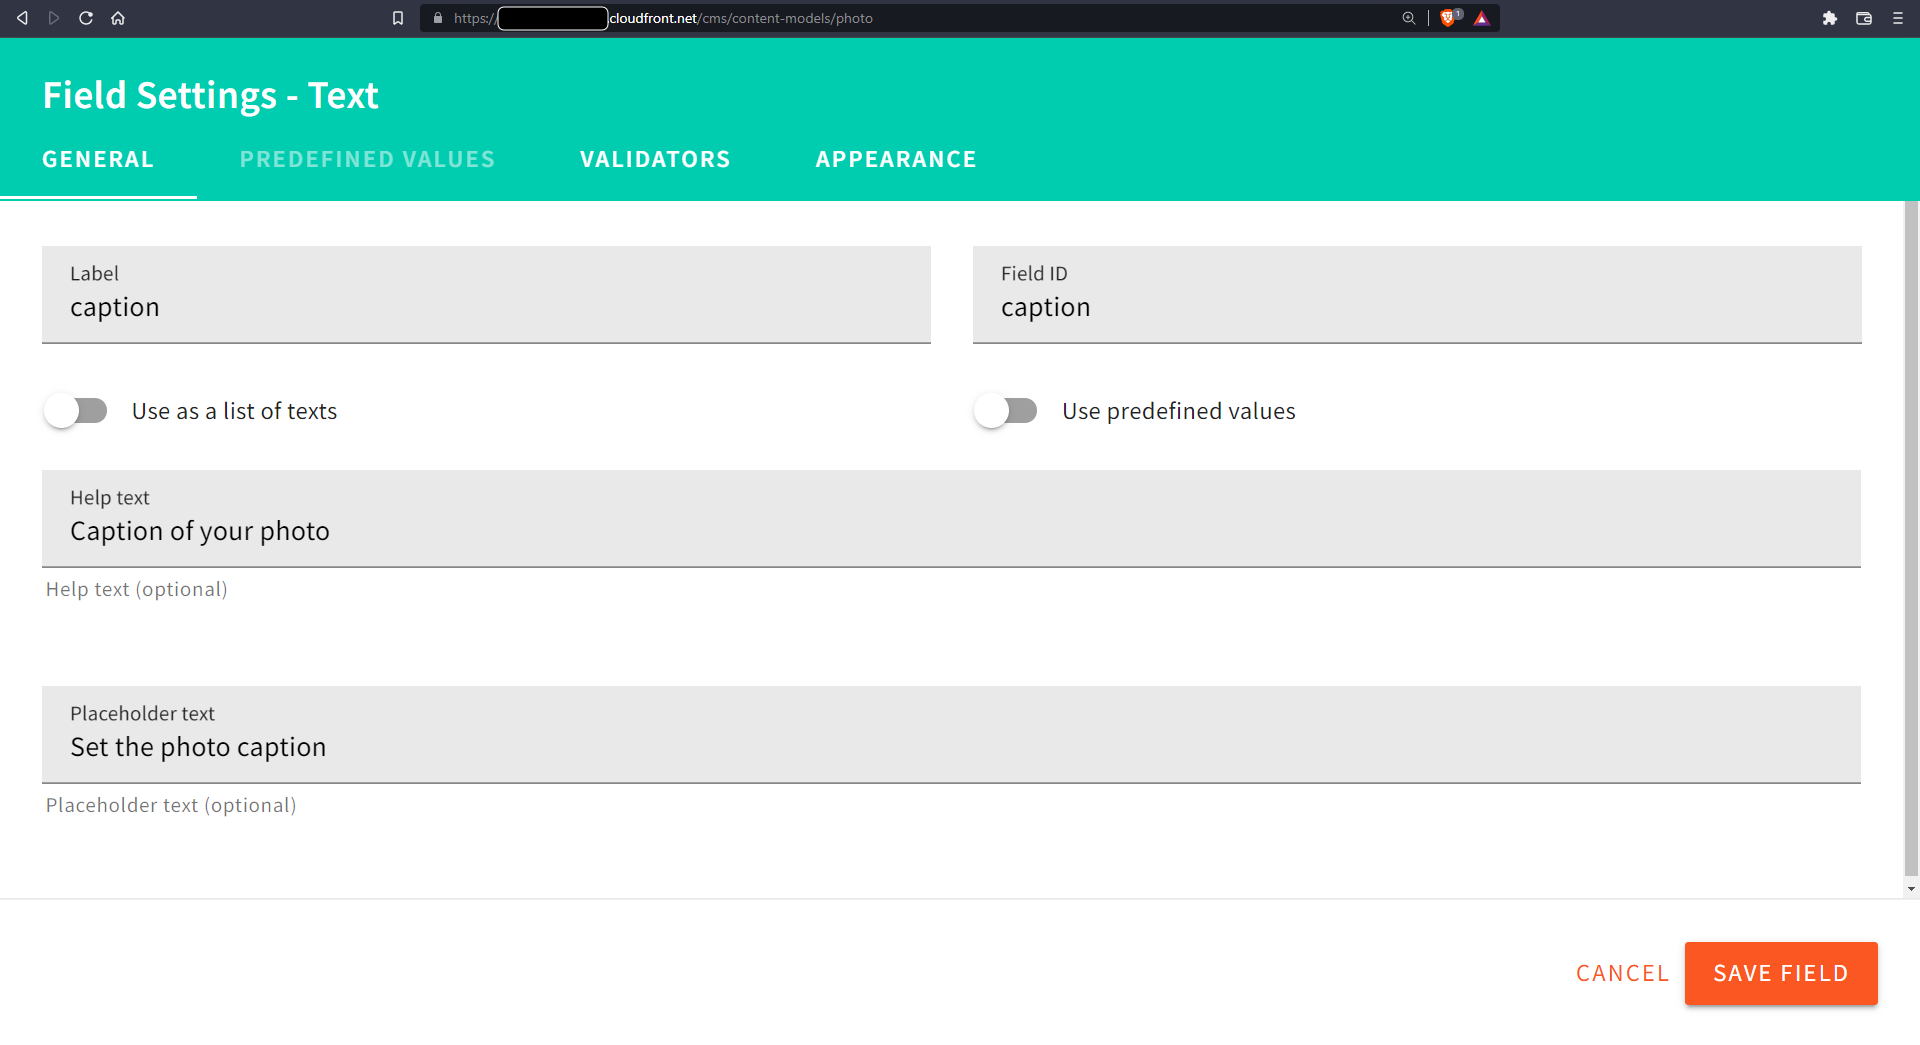 https:// cloudfront.net/cms/content-models/photo
1
Field Settings - Text
GENERAL PREDEFINED VALUES VALIDATORS APPEARANCE
Label
caption
Field ID
caption
Use as a list of texts
Use predefined values
Help text
Caption of your photo
Help text (optional)
Placeholder text
Set the photo caption
Placeholder text (optional)
CANCEL SAVE FIELD